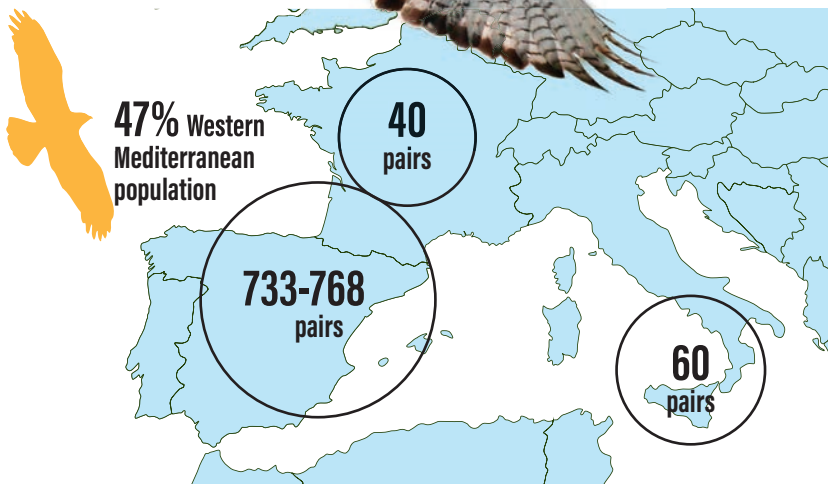 47% Western
Mediterranean
population
40
pairs
733-768
pairs
60
pairs